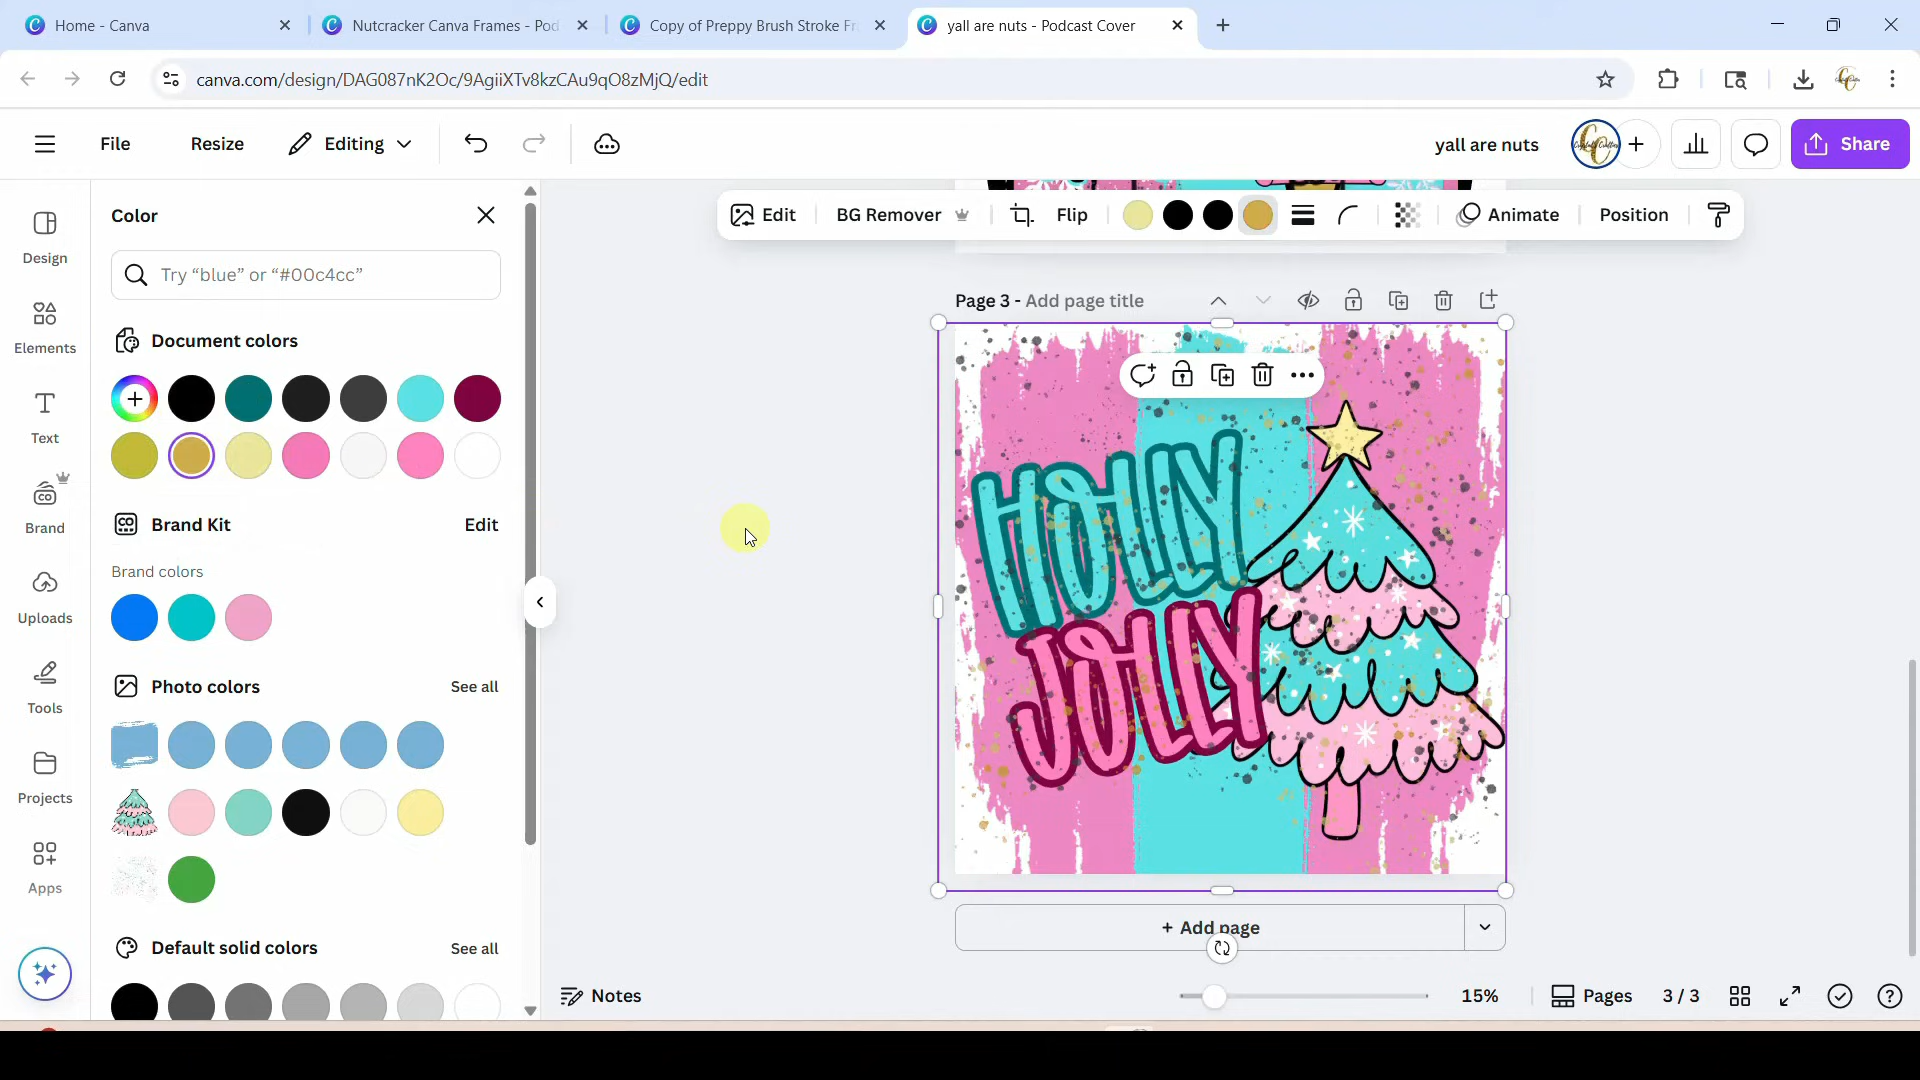 Home - Canva
Nutcracker Canva Frames - Pod
Copy of Preppy Brush Stroke Fr
yall are nuts - Podcast Cover
canva.com/design/DAG087nK2Oc/9AgiiXTv8kzCAu9qO8zMjQ/edit
File
Resize
Editing
yall are nuts
Share
Design
Elements
Text
Brand
Uploads
Tools
Projects
Apps
Color
Try “blue” or “#00c4cc”
Document colors
Brand Kit
Edit
Brand colors
Photo colors
See all
Default solid colors
See all
Edit
BG Remover
Flip
Animate
Position
Page 3 - Add page title
HOLLY
JOLLY
+ Add page
Notes
15%
Pages
3 / 3